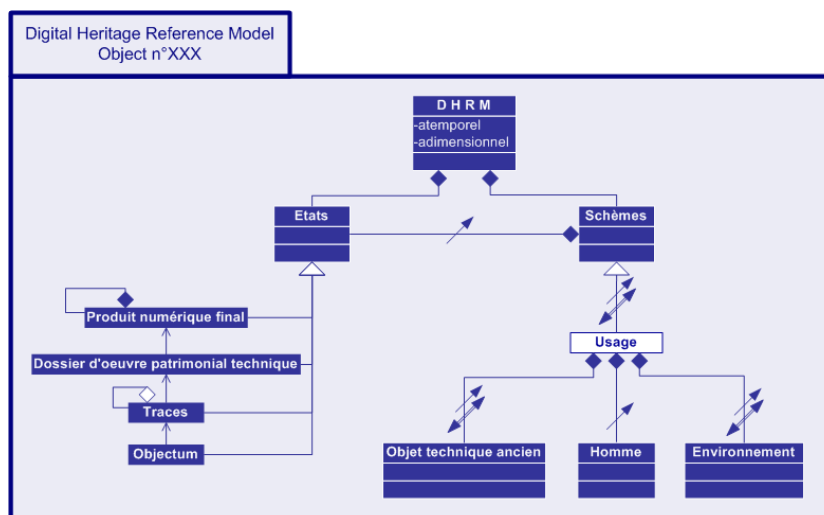 Digital Heritage Reference Model
Object n°XXX
D H R M
-atemporel
-adimensionnel
Etats
Schèmes
Produit numérique final
Usage
Dossier d'oeuvre patrimonial technique
Traces
Objectum
Objet technique ancien
Homme
Environnement